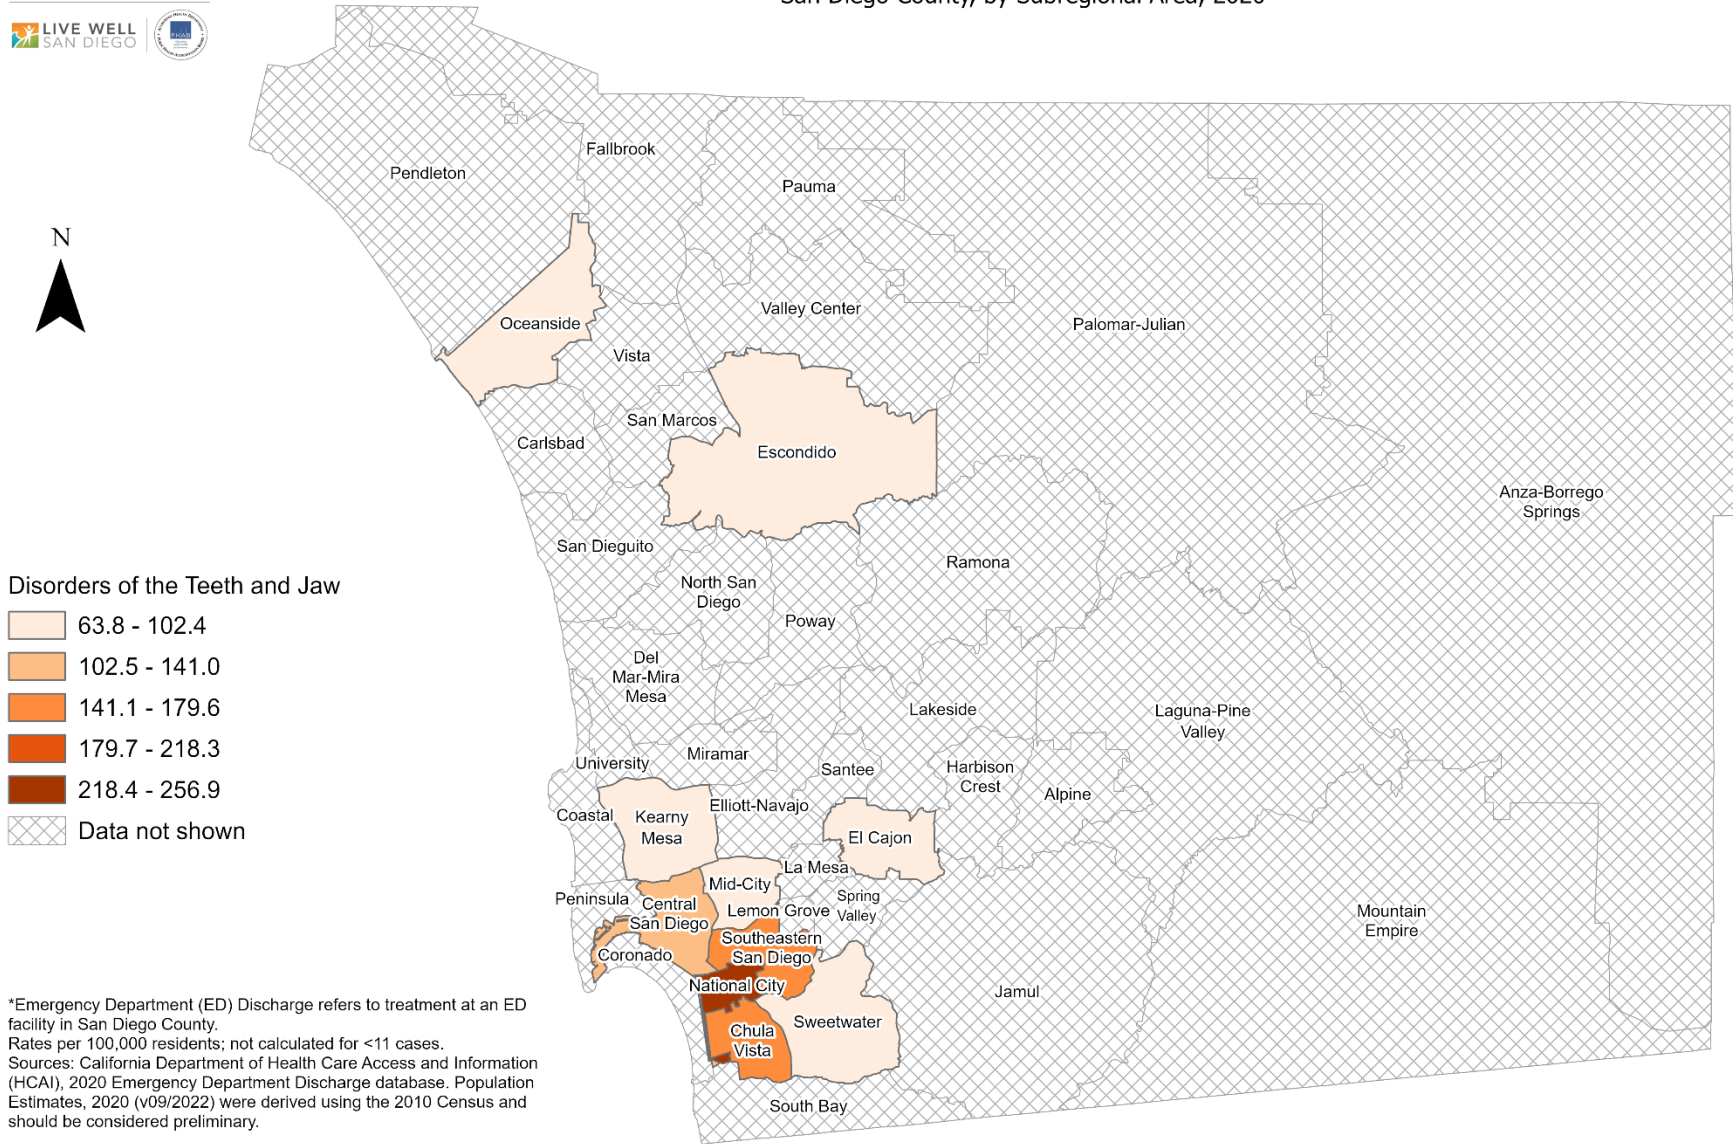 San Diego County, by Subregional Area, 2020
LIVE WELL
SAN DIEGO
PHAB
N
Fallbrook
Pendleton
Pauma
Oceanside
Valley Center
Palomar-Julian
Vista
San Marcos
Carlsbad
Escondido
Anza-Borrego
Springs
San Dieguito
Ramona
North San
Diego
Poway
Del
Mar-Mira
Mesa
Lakeside
Laguna-Pine
Valley
Miramar
University
Santee
Harbison
Crest
Alpine
Elliott-Navajo
Coastal
Kearny
Mesa
El Cajon
La Mesa
Mid-City
Peninsula
Central
San Diego
Lemon Grove
Spring
Valley
Mountain
Empire
Southeastern
San Diego
Coronado
National City
Jamul
Sweetwater
Chula
Vista
South Bay
Disorders of the Teeth and Jaw
63.8 - 102.4
102.5 - 141.0
141.1 - 179.6
179.7 - 218.3
218.4 - 256.9
Data not shown
*Emergency Department (ED) Discharge refers to treatment at an ED
facility in San Diego County.
Rates per 100,000 residents; not calculated for <11 cases.
Sources: California Department of Health Care Access and Information
(HCAI), 2020 Emergency Department Discharge database. Population
Estimates, 2020 (v09/2022) were derived using the 2010 Census and
should be considered preliminary.